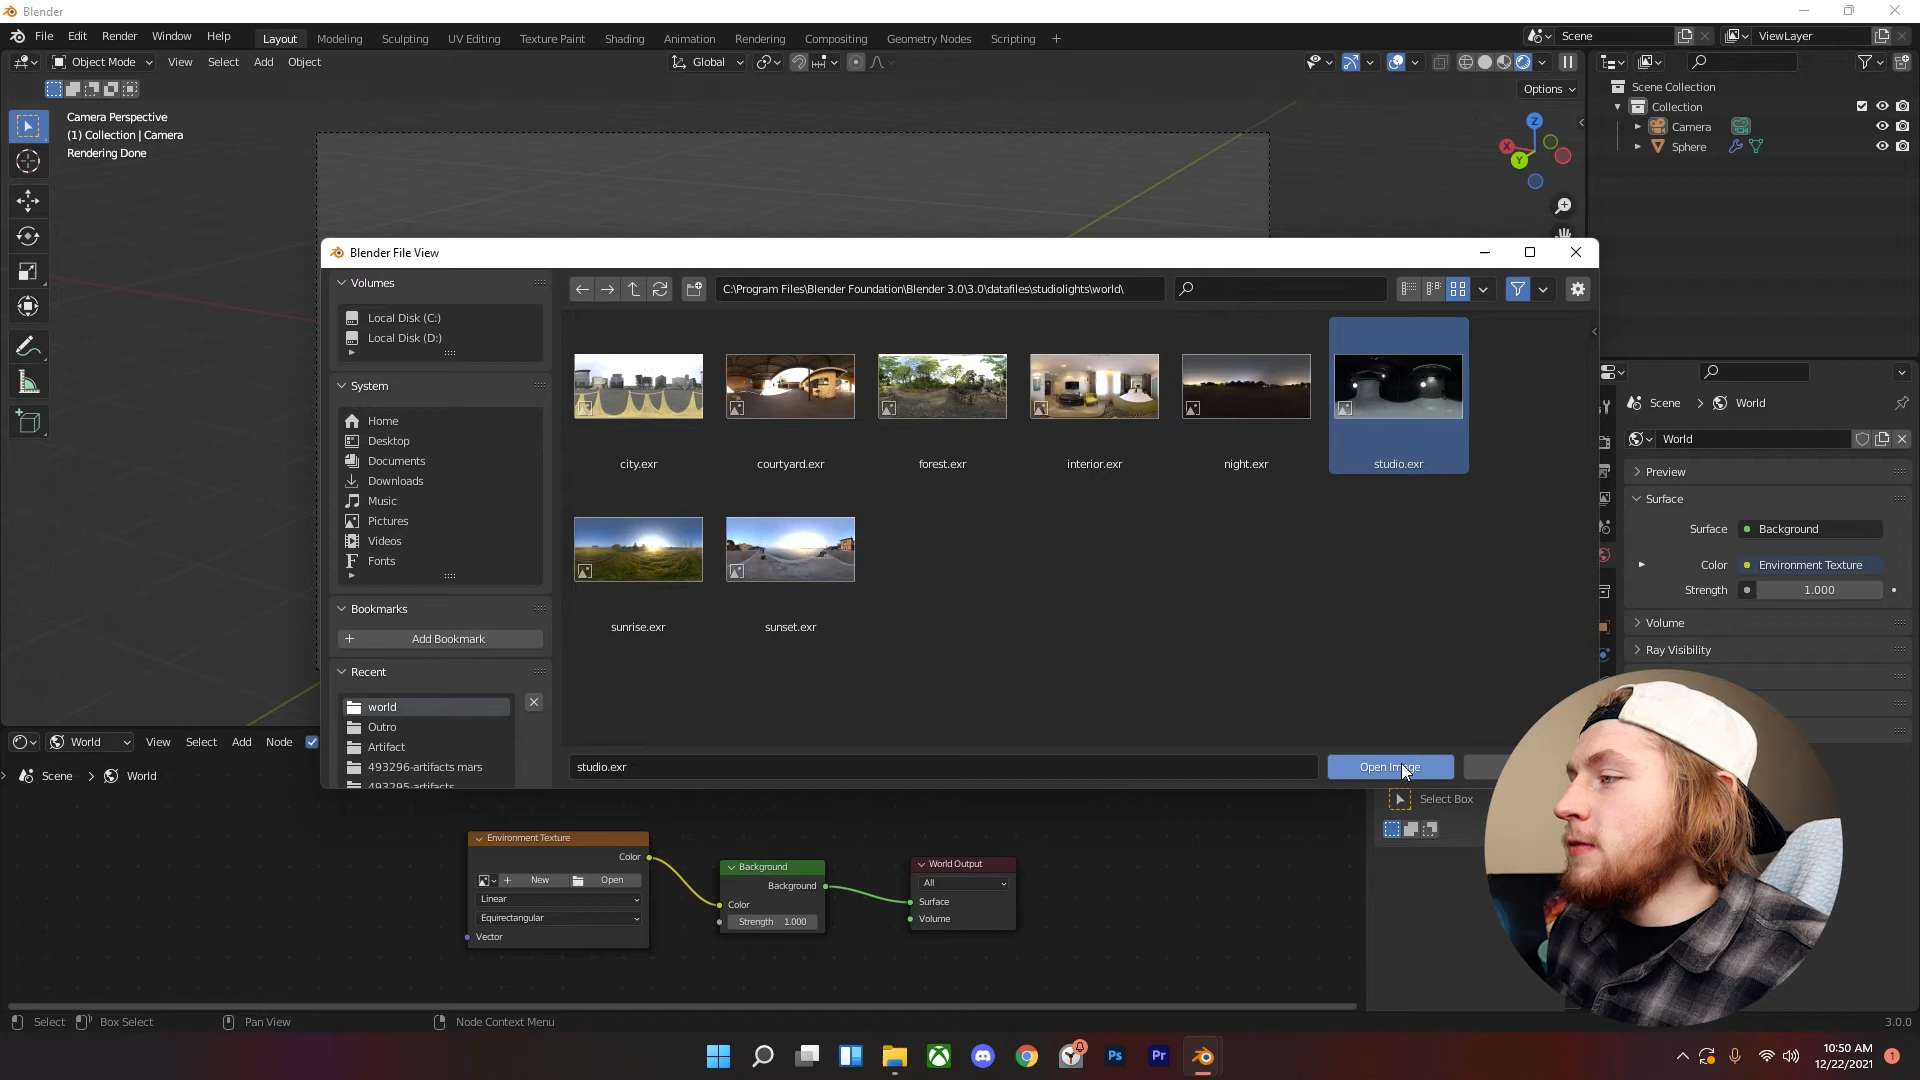 Blender
File Edit Render Window Help Layout Modeling Sculpting UV Editing Texture Paint Shading Animation Rendering Compositing Geometry Nodes Scripting + Scene ViewLayer
Object Mode View Select Add Object Global
Options
Camera Perspective
(1) Collection | Camera
Rendering Done
Z
X
Y
Scene Collection
Collection
Camera
Sphere
Blender File View
Volumes
Local Disk (C:)
Local Disk (D:)
System
Home
Desktop
Documents
Downloads
Music
Pictures
Videos
Fonts
Bookmarks
Add Bookmark
Recent
world
Outro
Artifact
493296-artifacts mars
493295-artifacts
C:\Program Files\Blender Foundation\Blender 3.0\3.0\datafiles\studiolights\world\
city.exr courtyard.exr forest.exr interior.exr night.exr studio.exr
sunrise.exr sunset.exr
studio.exr
Open Image
Scene > World
World
Preview
Surface
Surface Background
Color Environment Texture
Strength 1.000
Volume
Ray Visibility
World View Select Add Node
Scene > World
Select Box
Environment Texture
Color
New Open
Linear
Equirectangular
Vector
Background
Background
Color
Strength 1.000
World Output
All
Surface
Volume
Select Box Select Pan View Node Context Menu 3.0.0
Ps Pr
10:50 AM
12/22/2021
1